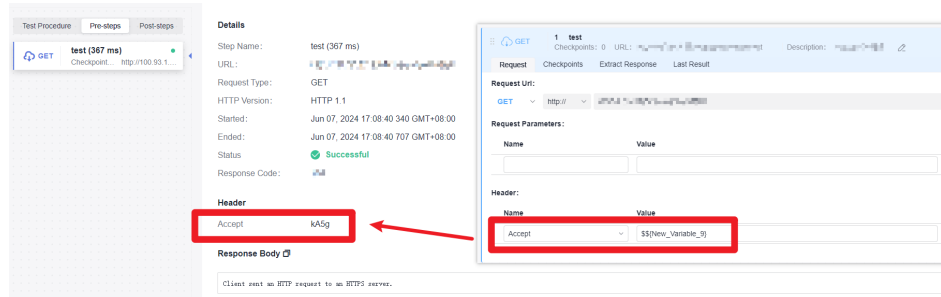 Test Procedure
Pre-steps
Post-steps
GET
test (367 ms)
Checkpoint... http://100.93.1....
Details
Step Name: test (367 ms)
URL:
Request Type: GET
HTTP Version: HTTP 1.1
Started: Jun 07, 2024 17:08:40 340 GMT+08:00
Ended: Jun 07, 2024 17:08:40 707 GMT+08:00
Status Successful
Response Code:
Header
Accept kA5g
Response Body
Client sent an HTTP request to an HTTPS server.
GET
1 test
Checkpoints: 0 URL: Description:
Request
Checkpoints
Extract Response
Last Result
Request Url:
GET http://
Request Parameters:
Name Value
Header:
Name Value
Accept $${New_Variable_9}